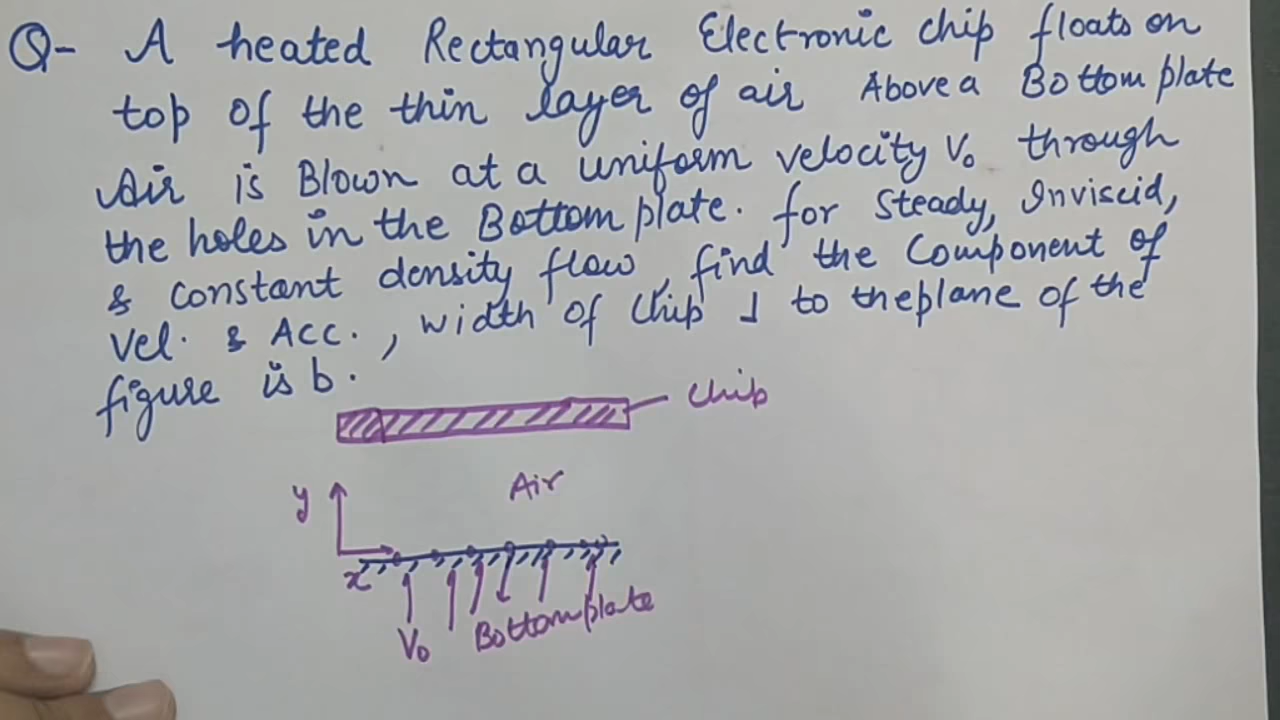 Q- A heated Rectangular Electronic chip floats on
top of the thin layer of air Above a Bottom plate
Air is Blown at a uniform velocity V₀ through
the holes in the Bottom plate. for Steady, Inviscid,
& constant density flow, find the Component of
Vel. & Acc., width of Chip ⊥ to the plane of the
figure is b.
Chip
y
Air
x
V₀
Bottom plate